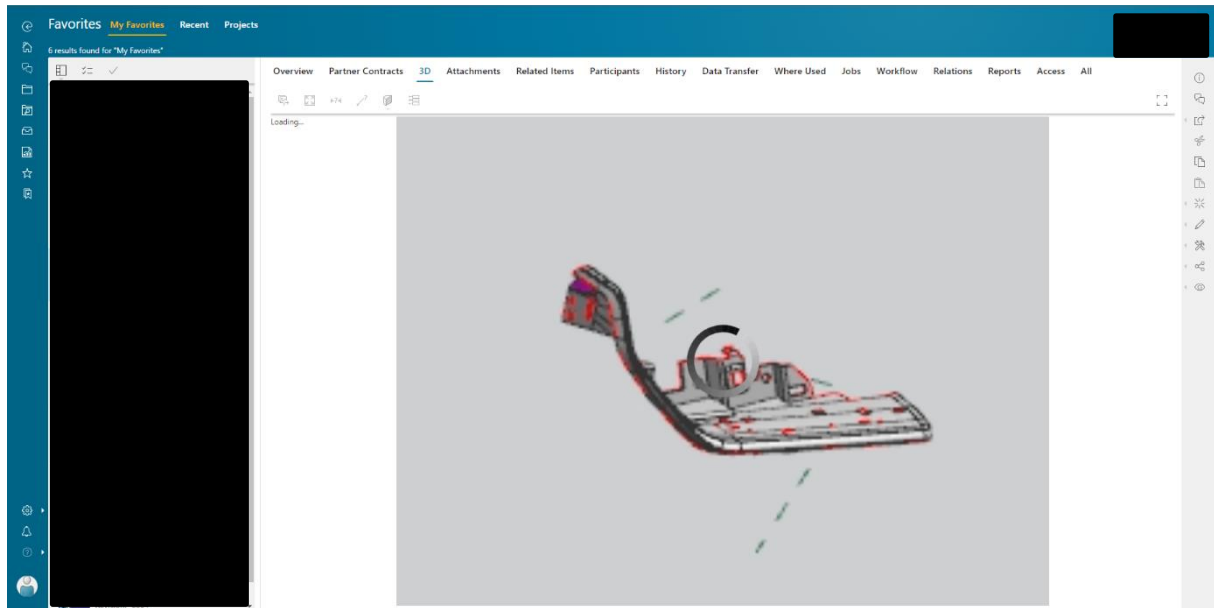 Favorites My Favorites Recent Projects
6 results found for "My Favorites"
Overview Partner Contracts 3D Attachments Related Items Participants History Data Transfer Where Used Jobs Workflow Relations Reports Access All
Loading...